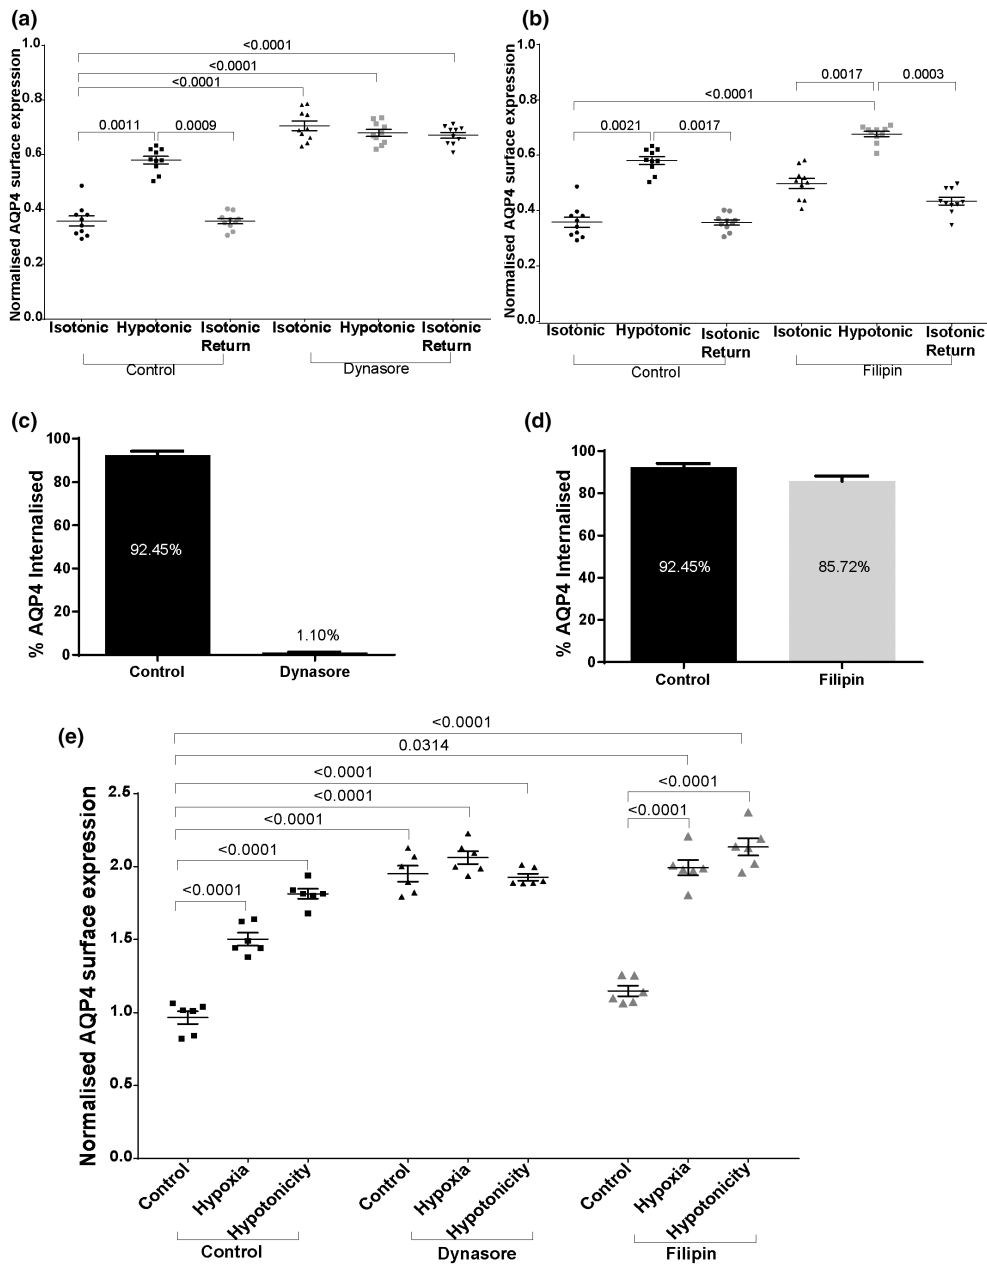 (a)
Normalised AQP4 surface expression
1.0
0.8
0.6
0.4
0.2
0.0
<0.0001
<0.0001
<0.0001
0.0011
0.0009
Isotonic
Hypotonic
Isotonic
Return
Isotonic
Hypotonic
Isotonic
Return
Control
Dynasore
(b)
Normalised AQP4 surface expression
1.0
0.8
0.6
0.4
0.2
0.0
0.0017
0.0003
<0.0001
0.0021
0.0017
Isotonic
Hypotonic
Isotonic
Return
Isotonic
Hypotonic
Isotonic
Return
Control
Filipin
(c)
% AQP4 Internalised
100
80
60
40
20
0
92.45%
1.10%
Control
Dynasore
(d)
% AQP4 Internalised
100
80
60
40
20
0
92.45%
85.72%
Control
Filipin
(e)
Normalised AQP4 surface expression
2.5
2.0
1.5
1.0
0.5
0.0
<0.0001
0.0314
<0.0001
<0.0001
<0.0001
<0.0001
<0.0001
<0.0001
<0.0001
Control
Hypoxia
Hypotonicity
Control
Hypoxia
Hypotonicity
Control
Hypoxia
Hypotonicity
Control
Dynasore
Filipin